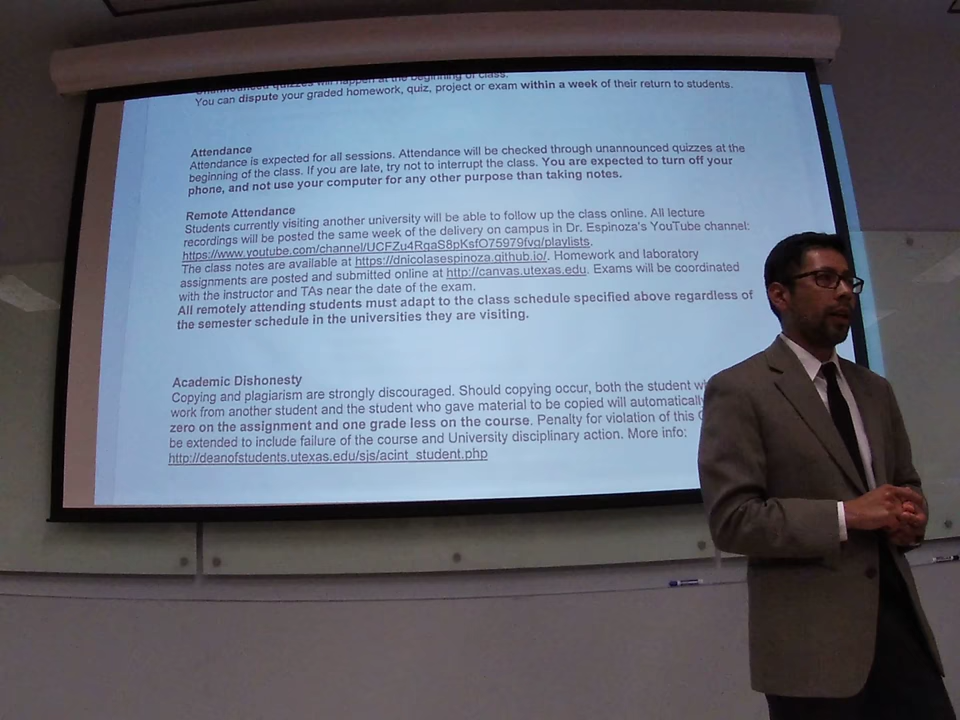 Unannounced quizzes will happen at the beginning of class.
You can dispute your graded homework, quiz, project or exam within a week of their return to students.
Attendance
Attendance is expected for all sessions. Attendance will be checked through unannounced quizzes at the
beginning of the class. If you are late, try not to interrupt the class. You are expected to turn off your
phone, and not use your computer for any other purpose than taking notes.
Remote Attendance
Students currently visiting another university will be able to follow up the class online. All lecture
recordings will be posted the same week of the delivery on campus in Dr. Espinoza's YouTube channel:
https://www.youtube.com/channel/UCFZu4RqaS8pKsfO75979fvg/playlists.
The class notes are available at https://dnicolasespinoza.github.io/. Homework and laboratory
assignments are posted and submitted online at http://canvas.utexas.edu. Exams will be coordinated
with the instructor and TAs near the date of the exam.
All remotely attending students must adapt to the class schedule specified above regardless of
the semester schedule in the universities they are visiting.
Academic Dishonesty
Copying and plagiarism are strongly discouraged. Should copying occur, both the student
work from another student and the student who gave material to be copied will automatically
zero on the assignment and one grade less on the course. Penalty for violation of this
be extended to include failure of the course and University disciplinary action. More info:
http://deanofstudents.utexas.edu/sjs/acint_student.php